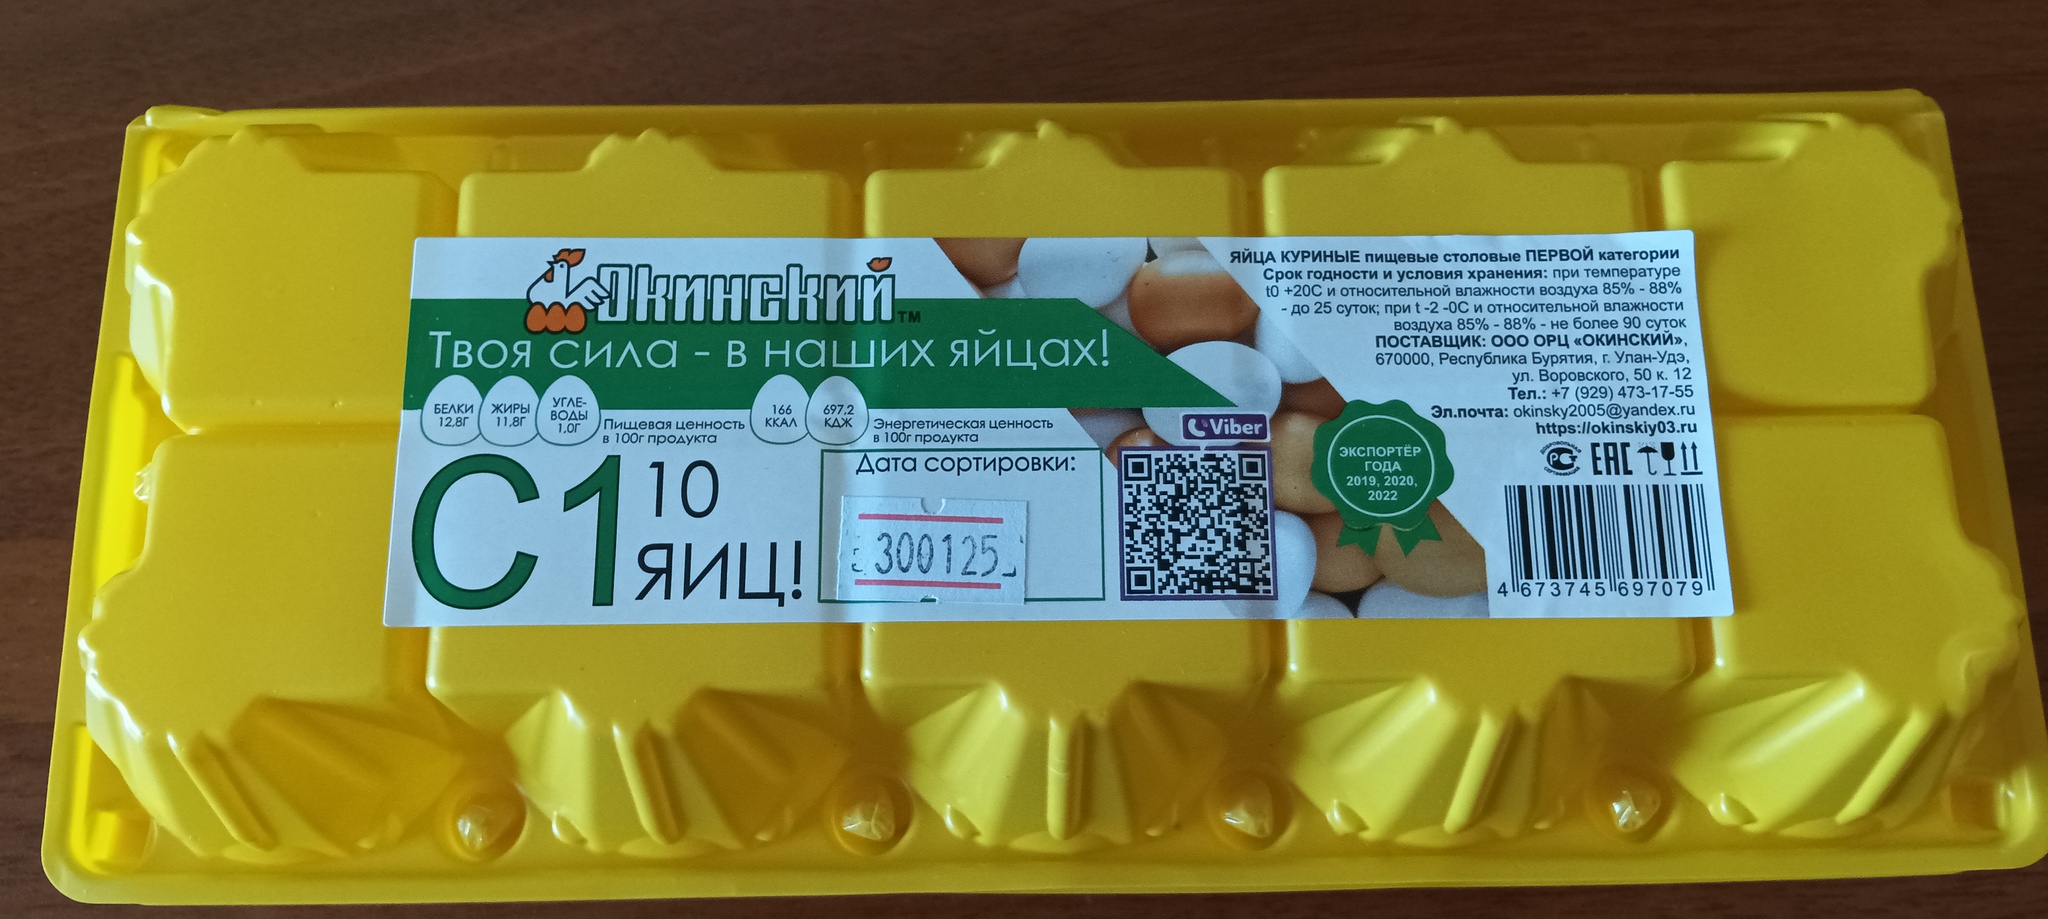 Окинский™
Твоя сила - в наших яйцах!
БЕЛКИ
12,8Г
ЖИРЫ
11,8Г
УГЛЕ-
ВОДЫ
1,0Г
Пищевая ценность
в 100г продукта
166
ККАЛ
697,2
КДЖ
Энергетическая ценность
в 100г продукта
С1
10
ЯИЦ!
Дата сортировки:
300125
Viber
ЭКСПОРТЁР
ГОДА
2019, 2020,
2022
ЯЙЦА КУРИНЫЕ пищевые столовые ПЕРВОЙ категории
Срок годности и условия хранения: при температуре
t0 +20С и относительной влажности воздуха 85% - 88%
- до 25 суток; при t -2 -0С и относительной влажности
воздуха 85% - 88% - не более 90 суток
ПОСТАВЩИК: ООО ОРЦ «ОКИНСКИЙ»,
670000, Республика Бурятия, г. Улан-Удэ,
ул. Воровского, 50 к. 12
Тел.: +7 (929) 473-17-55
Эл.почта: okinsky2005@yandex.ru
https://okinskiy03.ru
ДОБРОВОЛЬНАЯ
СЕРТИФИКАЦИЯ
EAC
4 673745 697079